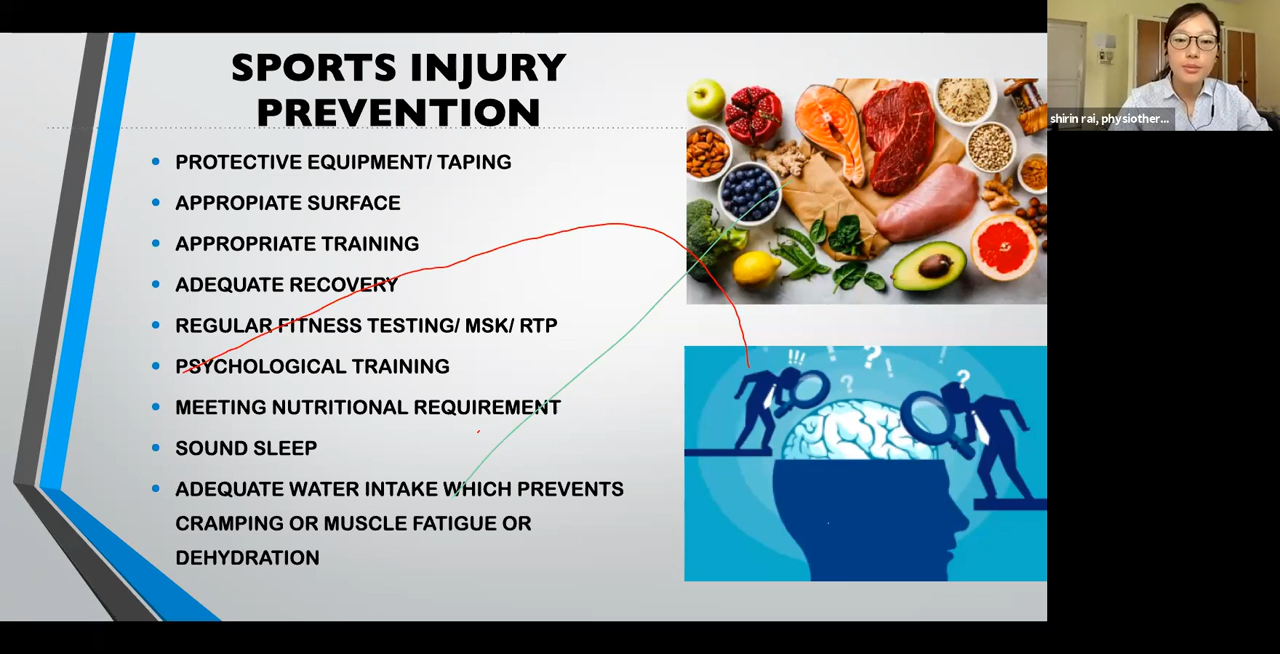 SPORTS INJURY
PREVENTION
• PROTECTIVE EQUIPMENT/ TAPING
• APPROPIATE SURFACE
• APPROPRIATE TRAINING
• ADEQUATE RECOVERY
• REGULAR FITNESS TESTING/ MSK/ RTP
• PSYCHOLOGICAL TRAINING
• MEETING NUTRITIONAL REQUIREMENT
• SOUND SLEEP
• ADEQUATE WATER INTAKE WHICH PREVENTS
CRAMPING OR MUSCLE FATIGUE OR
DEHYDRATION
shirin rai, physiother...